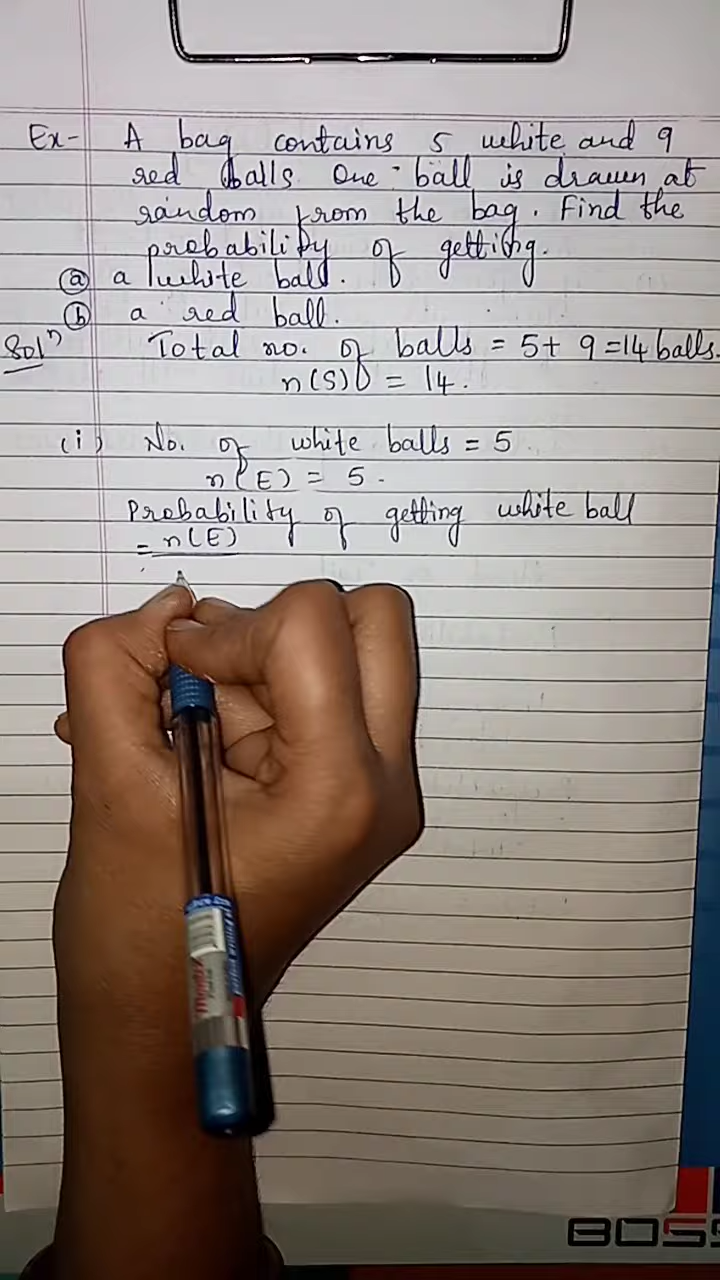 Ex- A bag contains 5 white and 9
red balls. One ball is drawn at
random from the bag. Find the
probability of getting.
(a) a white ball.
(b) a red ball.
Solⁿ Total no. of balls = 5+ 9 =14 balls.
n(S) = 14.
(i) No. of white balls = 5
n(E) = 5.
Probability of getting white ball
= n(E)
BOSS